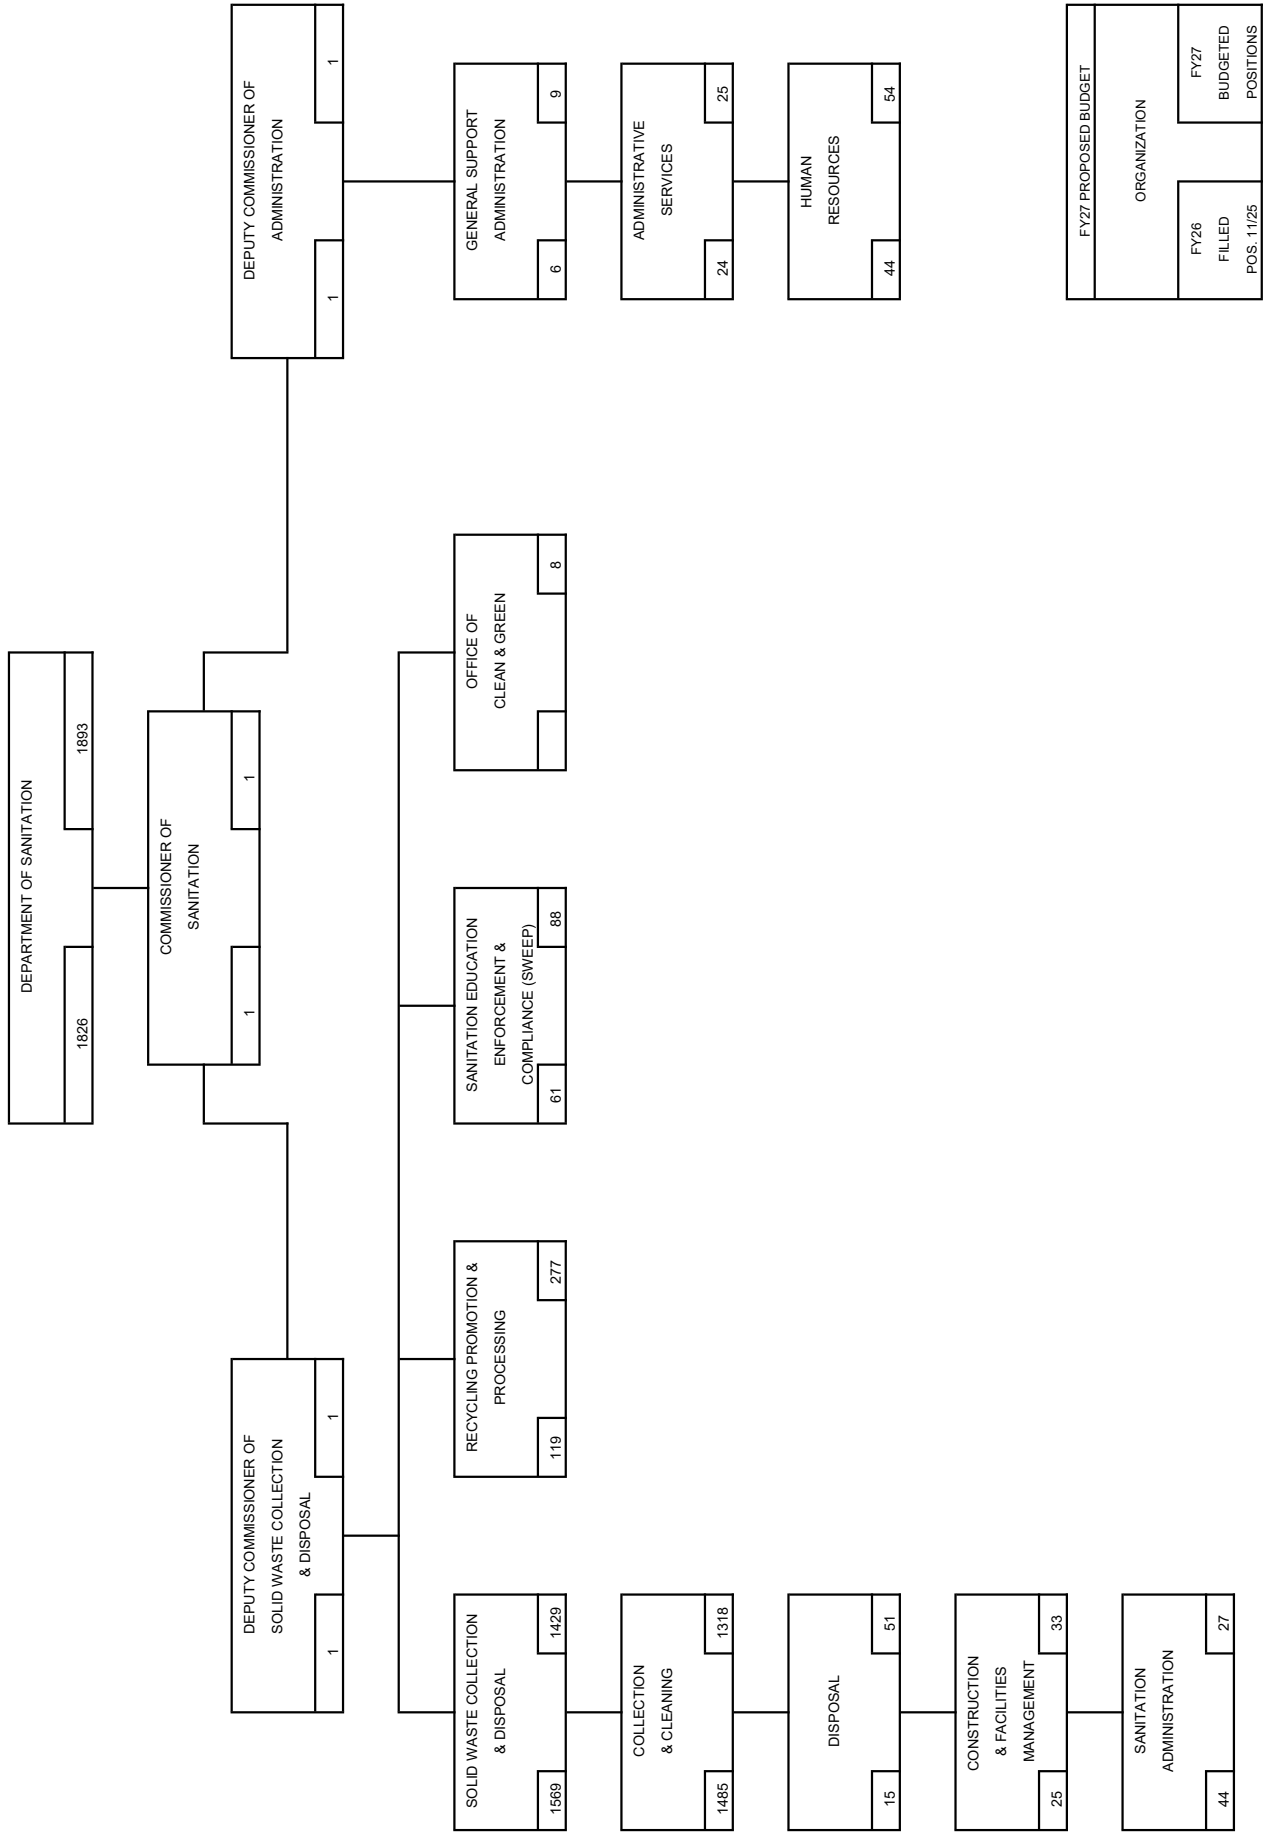 DEPARTMENT OF SANITATION
1826 1893
COMMISSIONER OF
SANITATION
1 1
DEPUTY COMMISSIONER OF
SOLID WASTE COLLECTION
& DISPOSAL
1 1
DEPUTY COMMISSIONER OF
ADMINISTRATION
1 1
SOLID WASTE COLLECTION
& DISPOSAL
1569 1429
RECYCLING PROMOTION &
PROCESSING
119 277
SANITATION EDUCATION
ENFORCEMENT &
COMPLIANCE (SWEEP)
61 88
OFFICE OF
CLEAN & GREEN
8
GENERAL SUPPORT
ADMINISTRATION
6 9
COLLECTION
& CLEANING
1485 1318
ADMINISTRATIVE
SERVICES
24 25
DISPOSAL
15 51
HUMAN
RESOURCES
44 54
CONSTRUCTION
& FACILITIES
MANAGEMENT
25 33
SANITATION
ADMINISTRATION
44 27
FY27 PROPOSED BUDGET
ORGANIZATION
FY26 FY27
FILLED BUDGETED
POS. 11/25 POSITIONS